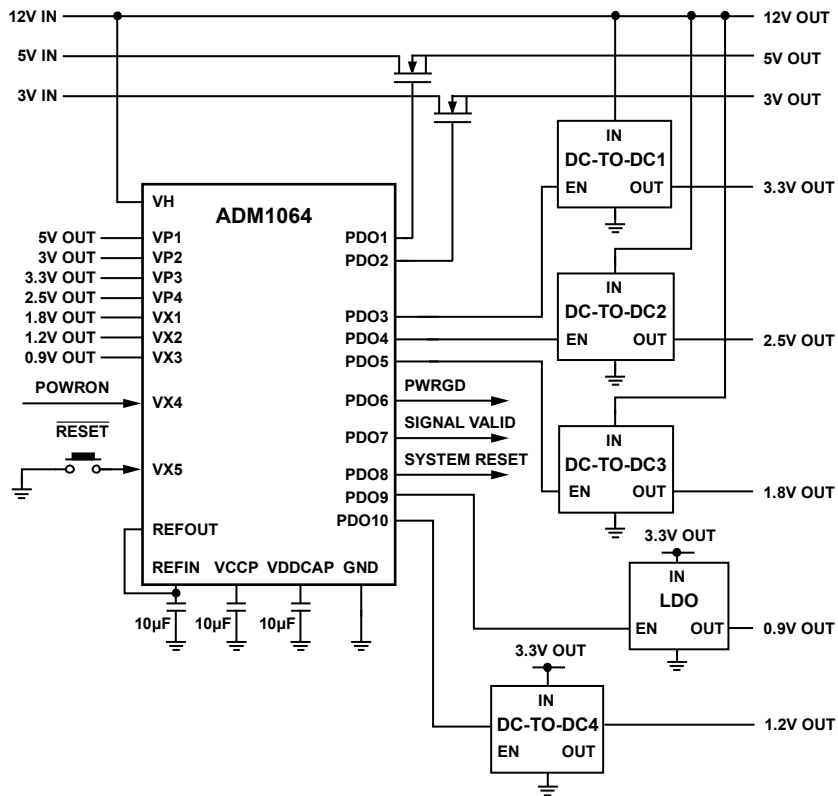 12V IN
12V OUT
5V IN
5V OUT
3V IN
3V OUT
IN
DC-TO-DC1
EN OUT
3.3V OUT
ADM1064
VH
5V OUT VP1 PDO1
3V OUT VP2 PDO2
3.3V OUT VP3
2.5V OUT VP4
1.8V OUT VX1 PDO3
1.2V OUT VX2 PDO4
0.9V OUT VX3 PDO5
IN
DC-TO-DC2
EN OUT
2.5V OUT
POWRON
VX4
PDO6 PWRGD
PDO7 SIGNAL VALID
RESET
VX5
PDO8 SYSTEM RESET
PDO9
PDO10
IN
DC-TO-DC3
EN OUT
1.8V OUT
REFOUT
REFIN VCCP VDDCAP GND
10µF 10µF 10µF
3.3V OUT
IN
LDO
EN OUT
0.9V OUT
3.3V OUT
IN
DC-TO-DC4
EN OUT
1.2V OUT